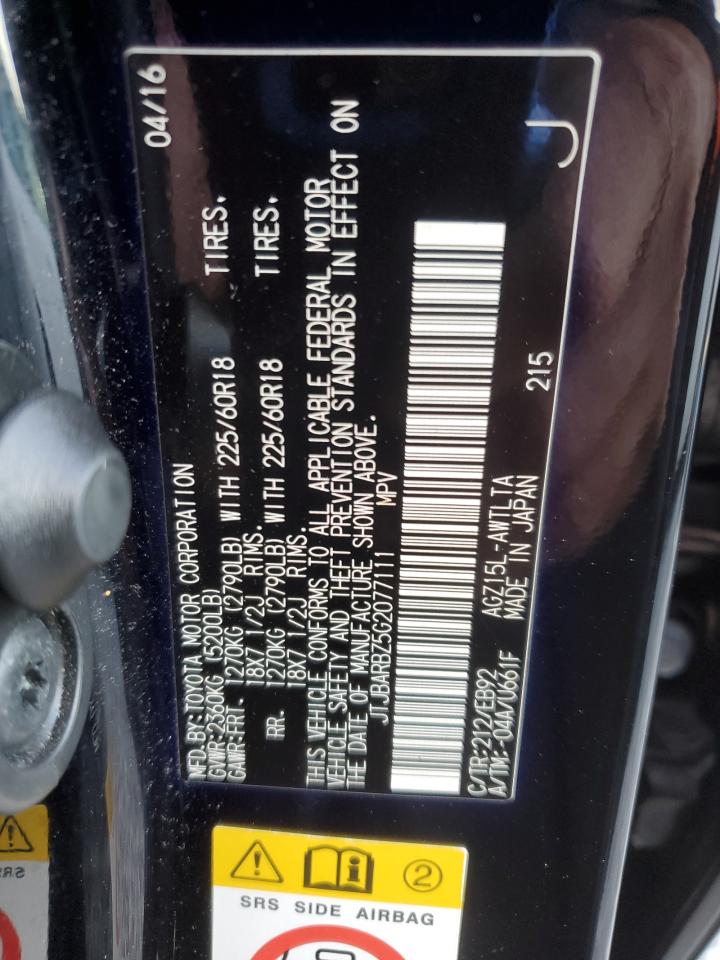 MFD.BY:TOYOTA MOTOR CORPORATION 04/16
GVWR:2360KG (5200LB)
GAWR:FRT. 1270KG (2790LB) WITH 225/60R18 TIRES.
18X7 1/2J RIMS.
RR. 1270KG (2790LB) WITH 225/60R18 TIRES.
18X7 1/2J RIMS.
THIS VEHICLE CONFORMS TO ALL APPLICABLE FEDERAL MOTOR
VEHICLE SAFETY AND THEFT PREVENTION STANDARDS IN EFFECT ON
THE DATE OF MANUFACTURE SHOWN ABOVE.
JTJBARBZ5G2077111 MPV
C/TR:212/EB92 AGZ15L-AWTLTA 215 J
A/TM:-04A/U661F MADE IN JAPAN
2
SRS SIDE AIRBAG
SRS